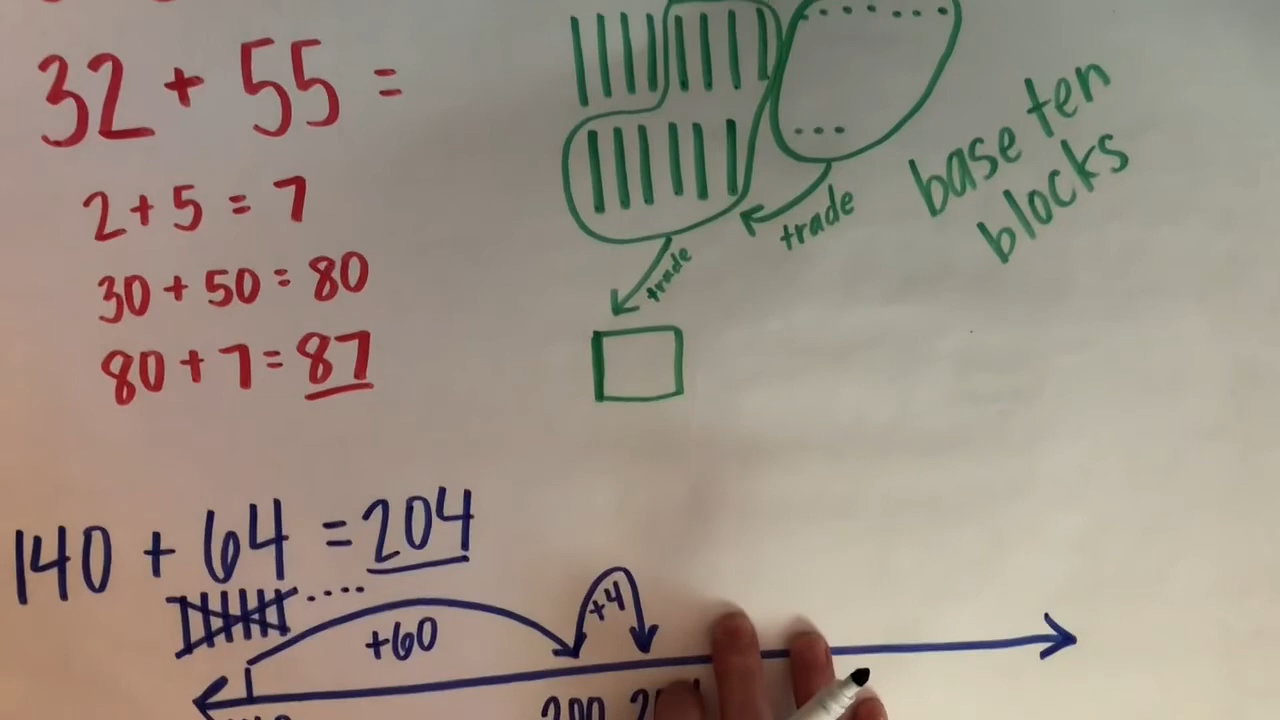 32 + 55 =
2 + 5 = 7
30 + 50 = 80
80 + 7 = 87
base ten
blocks
trade
trade
140 + 64 = 204
+60
+4
200